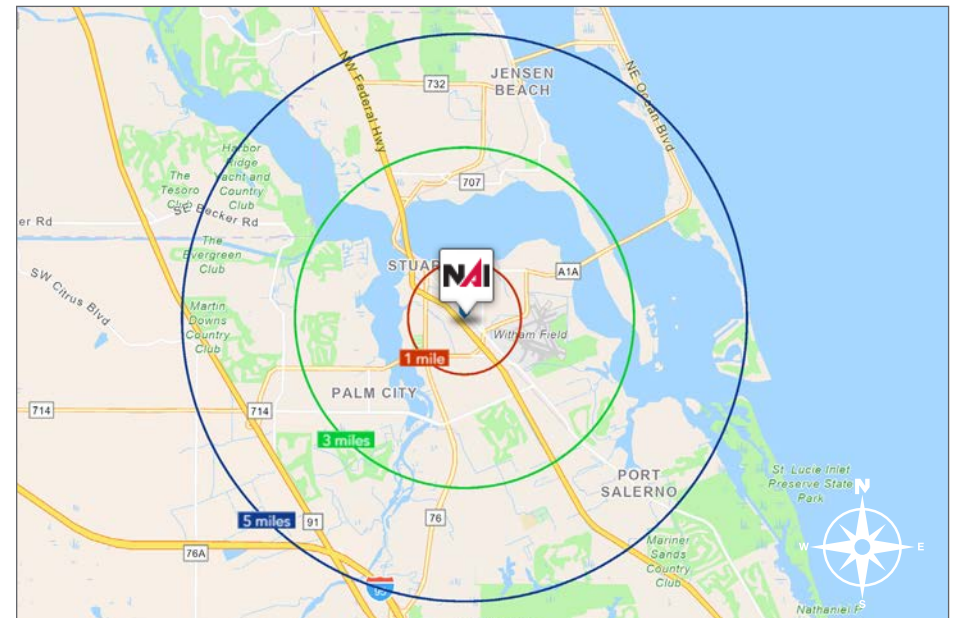 JENSEN
BEACH
732
NW Federal Hwy
NE Ocean Blvd
Harbor
Ridge
Yacht and
Country
Club
The
Tesoro
Club
707
SE Becker Rd
er Rd
The
Evergreen
Club
STUAR
NAI
A1A
SW Citrus Blvd
Martin
Downs
Country
Club
Witham Field
1 mile
PALM CITY
714
714
3 miles
PORT
SALERNO
St. Lucie Inlet
Preserve State
Park
N
W
E
S
5 miles
91
76
76A
Mariner
Sands
Country
Club
95
Nathaniel P